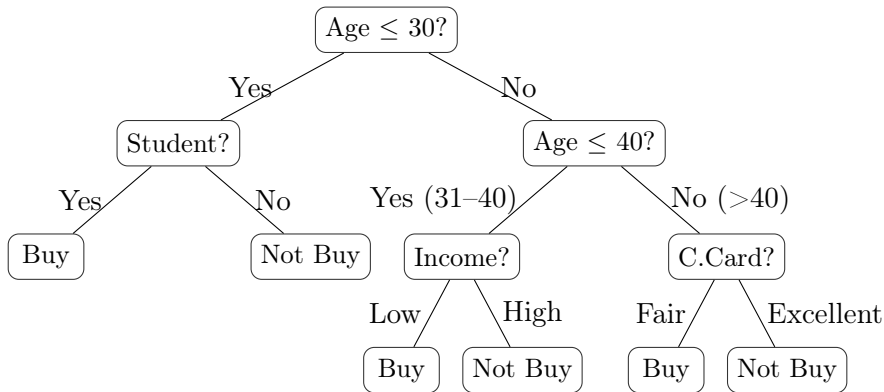 Age ≤ 30?
Yes No
Student? Age ≤ 40?
Yes No Yes (31–40) No (>40)
Buy Not Buy Income? C.Card?
Low High Fair Excellent
Buy Not Buy Buy Not Buy